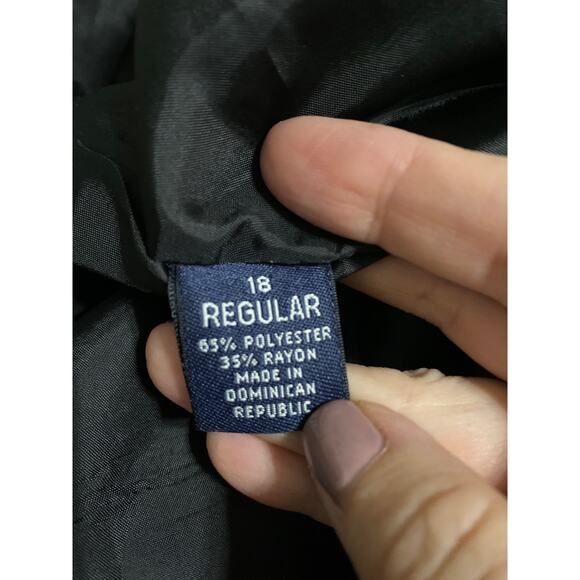 18
REGULAR
65% POLYESTER
35% RAYON
MADE IN
DOMINICAN
REPUBLIC